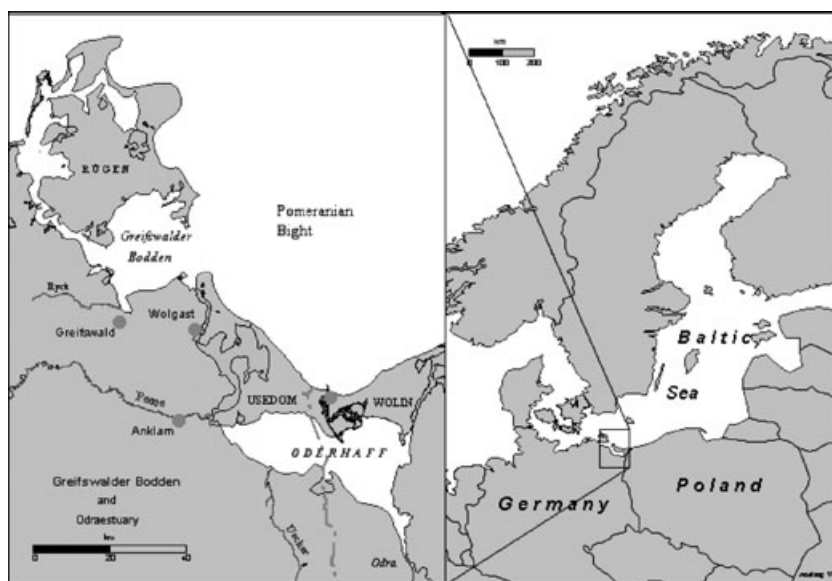 RÜGEN
Greifswalder
Bodden
Pomeranian
Bight
Ryck
Greifswald
Wolgast
Peene
Anklam
USEDOM
WOLIN
ODERHAFF
Greifswalder Bodden
and
Odraestuary
km
0 20 40
Uecker
Odra
km
0 100 200
Baltic
Sea
Germany
Poland